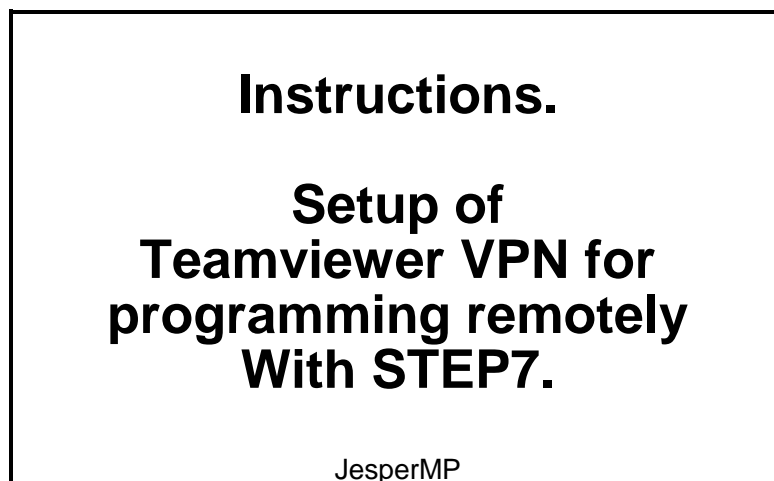 Instructions.
Setup of
Teamviewer VPN for
programming remotely
With STEP7.
JesperMP